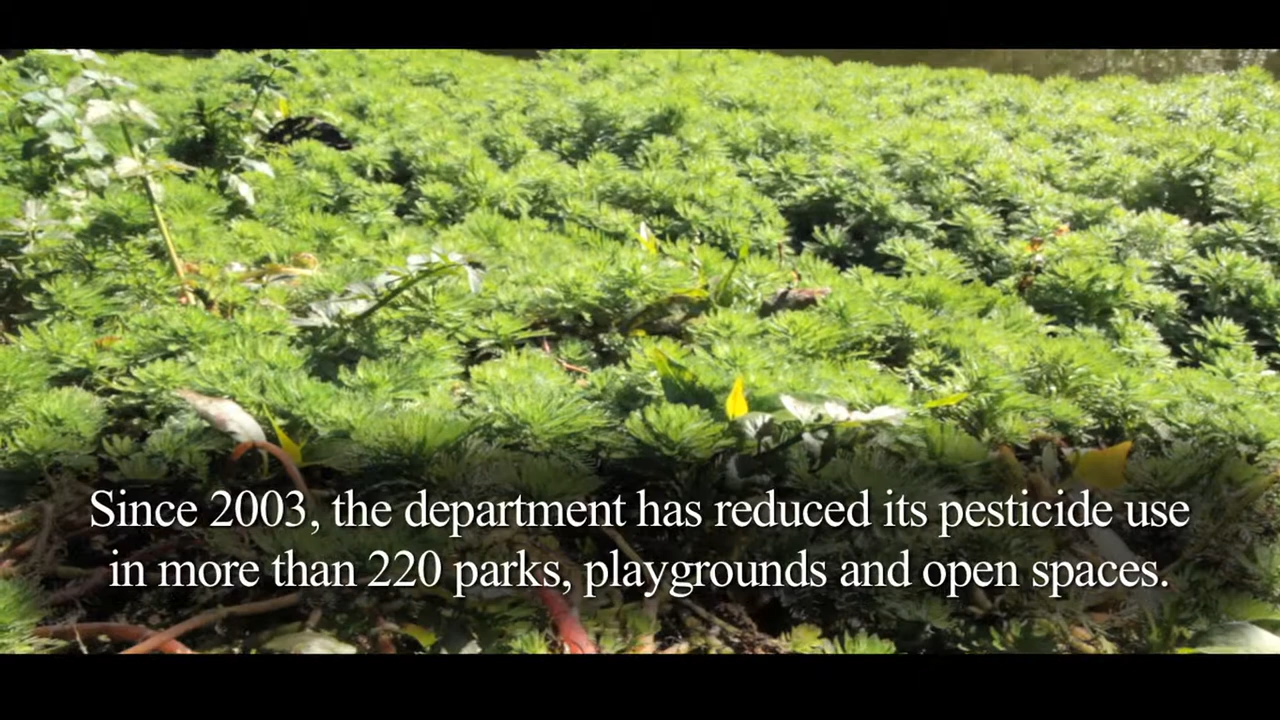 Since 2003, the department has reduced its pesticide use
in more than 220 parks, playgrounds and open spaces.